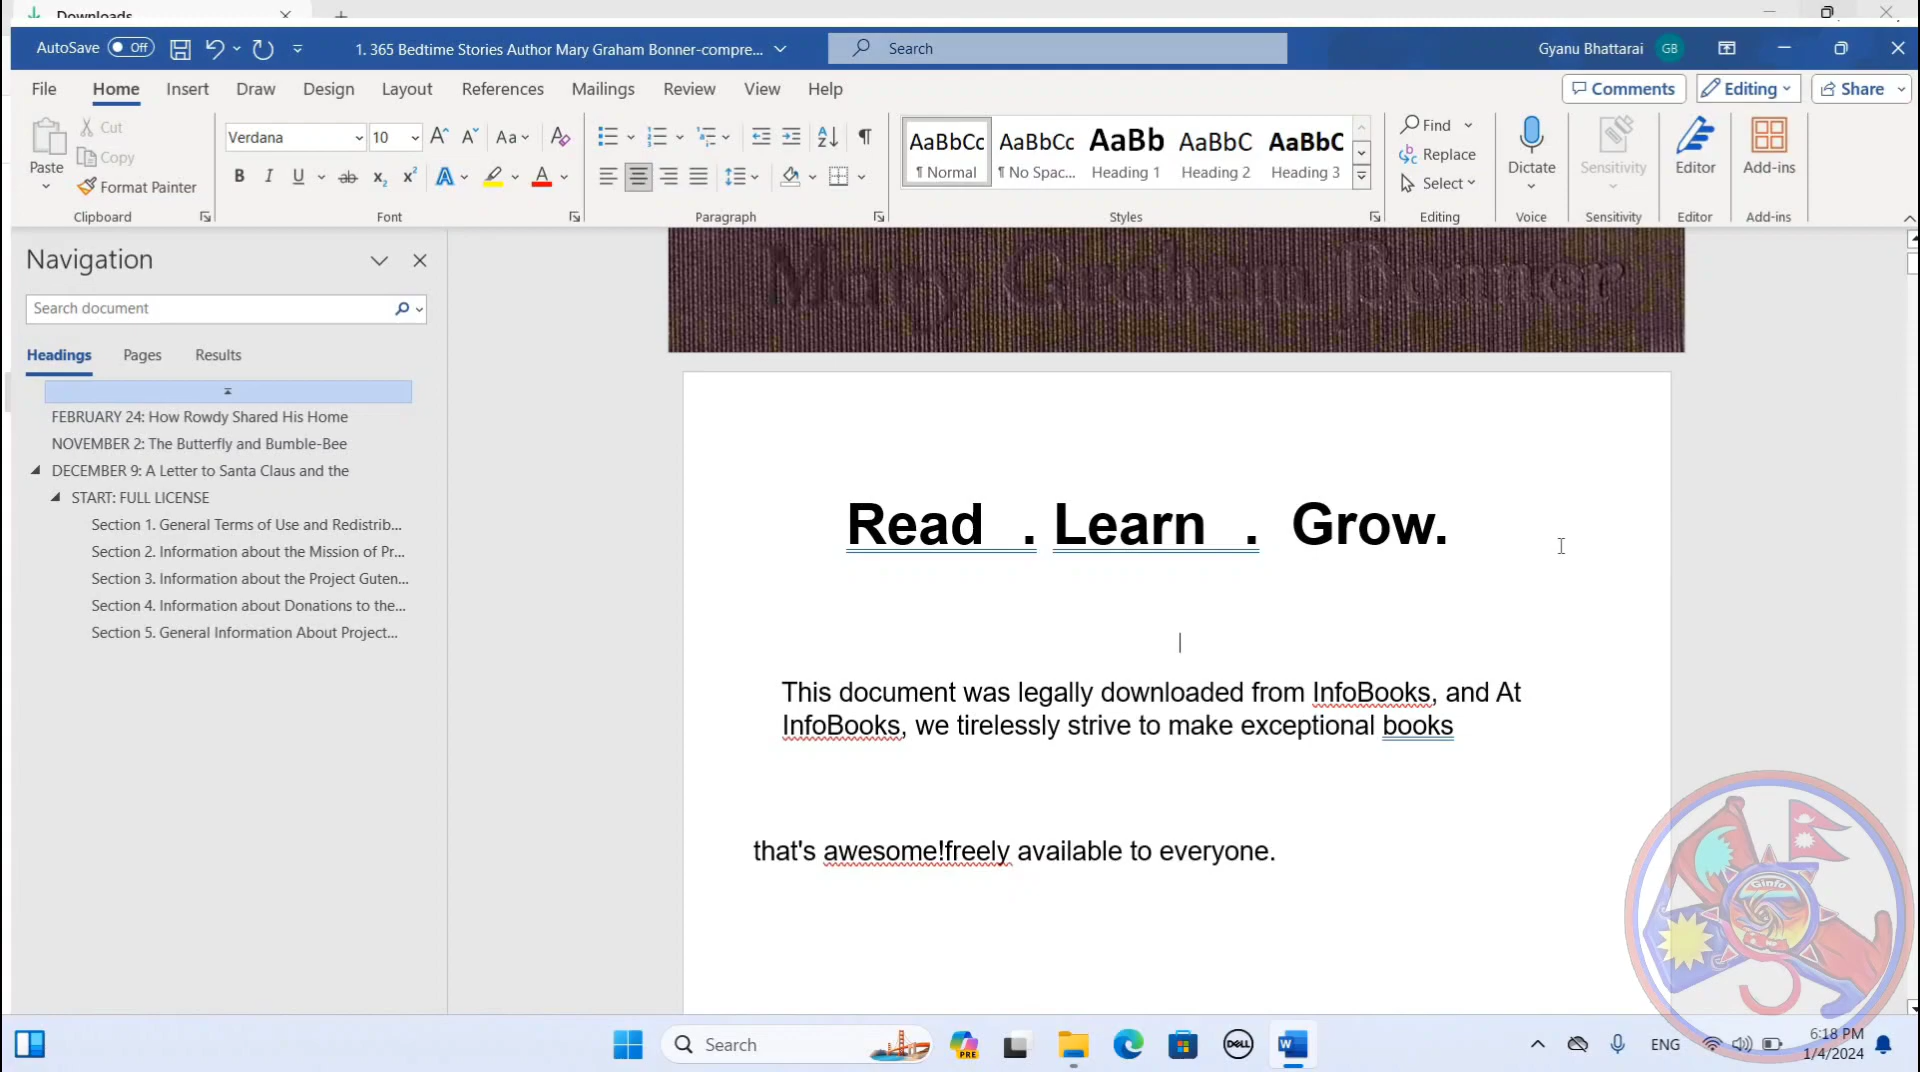 Downloads
AutoSave Off 1. 365 Bedtime Stories Author Mary Graham Bonner-compre... Search Gyanu Bhattarai GB
File Home Insert Draw Design Layout References Mailings Review View Help Comments Editing Share
Paste Cut Copy Format Painter Clipboard
Verdana 10 Font
Paragraph
AaBbCc AaBbCc AaBb AaBbC AaBbC
¶ Normal ¶ No Spac... Heading 1 Heading 2 Heading 3
Styles
Find Replace Select Editing
Dictate Voice
Sensitivity Sensitivity
Editor Editor
Add-ins Add-ins
Navigation
Search document
Headings Pages Results
FEBRUARY 24: How Rowdy Shared His Home
NOVEMBER 2: The Butterfly and Bumble-Bee
DECEMBER 9: A Letter to Santa Claus and the
START: FULL LICENSE
Section 1. General Terms of Use and Redistrib...
Section 2. Information about the Mission of Pr...
Section 3. Information about the Project Guten...
Section 4. Information about Donations to the...
Section 5. General Information About Project...
Mary Graham Bonner
Read . Learn . Grow.
This document was legally downloaded from InfoBooks, and At
InfoBooks, we tirelessly strive to make exceptional books
that's awesome!freely available to everyone.
Ginfo
Search PRE DELL ENG 6:18 PM
1/4/2024